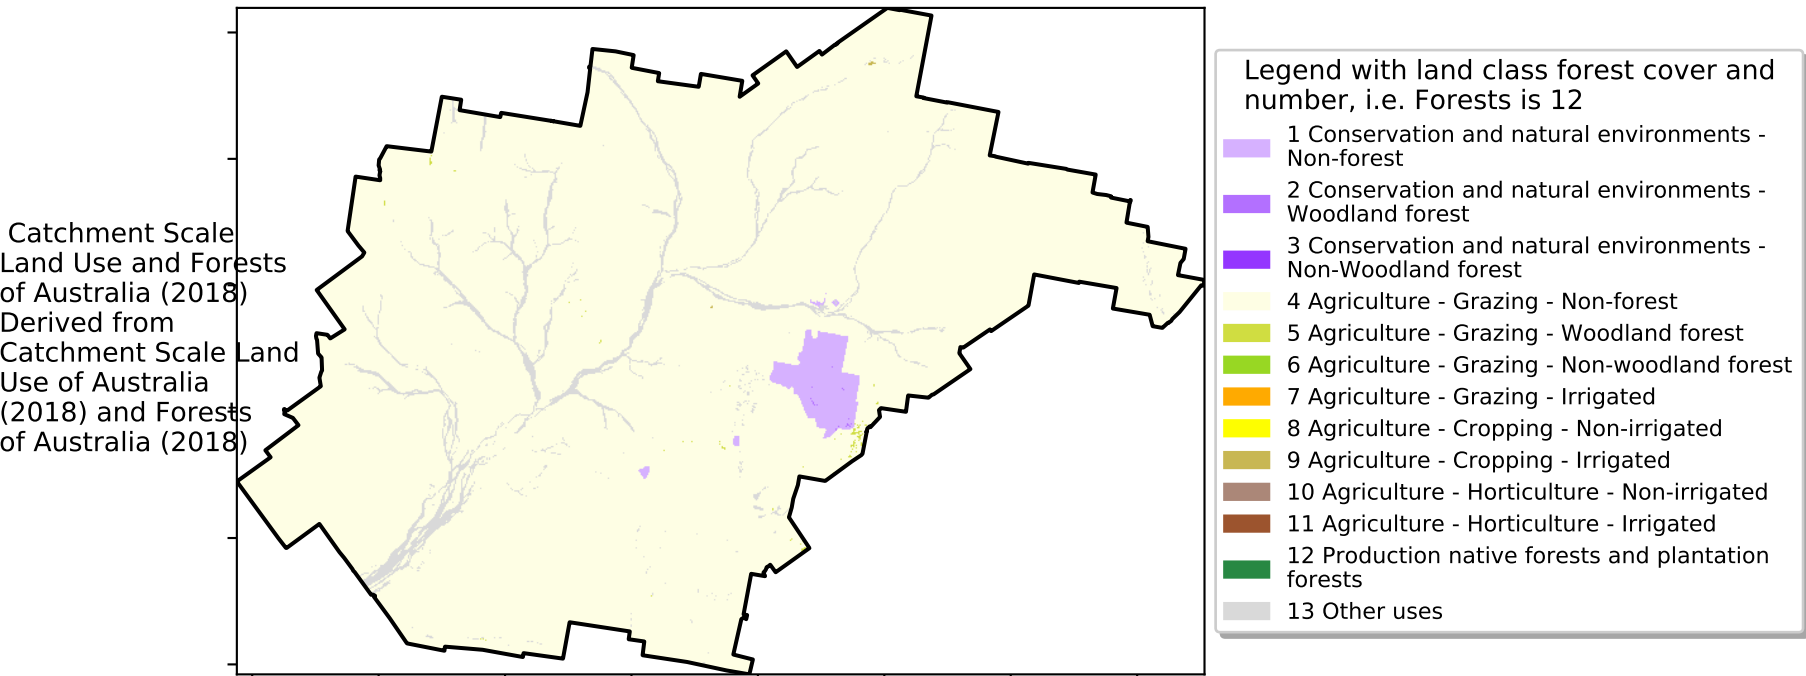 Catchment Scale
Land Use and Forests
of Australia (2018)
Derived from
Catchment Scale Land
Use of Australia
(2018) and Forests
of Australia (2018)
Legend with land class forest cover and
number, i.e. Forests is 12
1 Conservation and natural environments -
Non-forest
2 Conservation and natural environments -
Woodland forest
3 Conservation and natural environments -
Non-Woodland forest
4 Agriculture - Grazing - Non-forest
5 Agriculture - Grazing - Woodland forest
6 Agriculture - Grazing - Non-woodland forest
7 Agriculture - Grazing - Irrigated
8 Agriculture - Cropping - Non-irrigated
9 Agriculture - Cropping - Irrigated
10 Agriculture - Horticulture - Non-irrigated
11 Agriculture - Horticulture - Irrigated
12 Production native forests and plantation
forests
13 Other uses